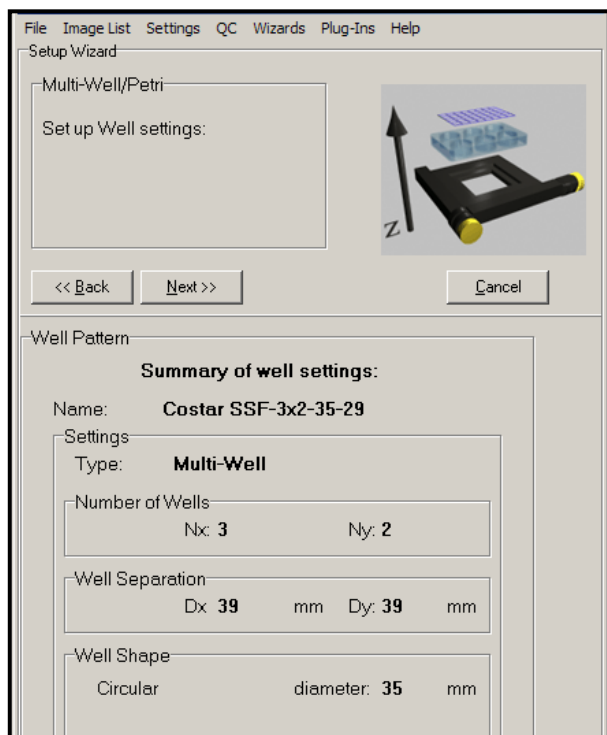 File Image List Settings QC Wizards Plug-Ins Help
Setup Wizard
Multi-Well/Petri
Set up Well settings:
Z
<< Back Next >> Cancel
Well Pattern
Summary of well settings:
Name: Costar SSF-3x2-35-29
Settings
Type: Multi-Well
Number of Wells
Nx: 3 Ny: 2
Well Separation
Dx 39 mm Dy: 39 mm
Well Shape
Circular diameter: 35 mm